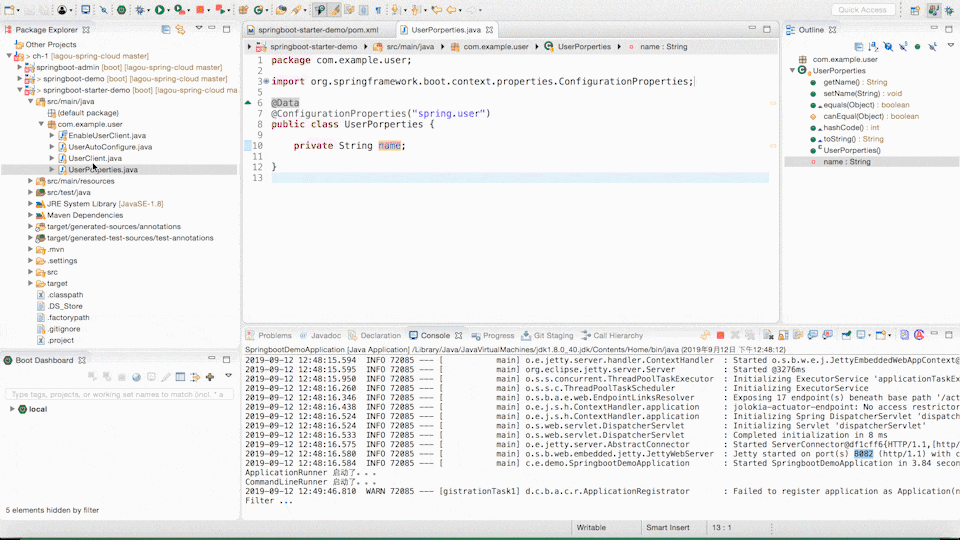 Quick Access
Package Explorer
Other Projects
> ch-1 [lagou-spring-cloud master]
springboot-admin [boot] [lagou-spring-cloud master]
> springboot-demo [boot] [lagou-spring-cloud master]
springboot-starter-demo [boot] [lagou-spring-cloud ma
src/main/java
(default package)
com.example.user
EnableUserClient.java
UserAutoConfigure.java
UserClient.java
UserPorperties.java
src/main/resources
src/test/java
JRE System Library [JavaSE-1.8]
Maven Dependencies
target/generated-sources/annotations
target/generated-test-sources/test-annotations
.mvn
.settings
src
target
.classpath
.DS_Store
.factorypath
.gitignore
.project
Boot Dashboard
Type tags, projects, or working set names to match (incl. * a
local
5 elements hidden by filter
springboot-starter-demo/pom.xml
UserPorperties.java
springboot-starter-demo
src/main/java
com.example.user
UserPorperties
name : String
1 package com.example.user;
2
3 import org.springframework.boot.context.properties.ConfigurationProperties;
5
6 @Data
7 @ConfigurationProperties("spring.user")
8 public class UserPorperties {
9
10 private String name;
11
12 }
13
Outline
com.example.user
UserPorperties
getName() : String
setName(String) : void
equals(Object) : boolean
canEqual(Object) : boolean
hashCode() : int
toString() : String
UserPorperties()
name : String
Problems
Javadoc
Declaration
Console
Progress
Git Staging
Call Hierarchy
SpringbootDemoApplication [Java Application] /Library/Java/JavaVirtualMachines/jdk1.8.0_40.jdk/Contents/Home/bin/java (2019年9月12日 下午12:48:12)
2019-09-12 12:48:15.594 INFO 72085 --- [ main] o.e.jetty.server.handler.ContextHandler : Started o.s.b.w.e.j.JettyEmbeddedWebAppContext@
2019-09-12 12:48:15.595 INFO 72085 --- [ main] org.eclipse.jetty.server.Server : Started @3276ms
2019-09-12 12:48:15.950 INFO 72085 --- [ main] o.s.s.concurrent.ThreadPoolTaskExecutor : Initializing ExecutorService 'applicationTaskEx
2019-09-12 12:48:16.151 INFO 72085 --- [ main] o.s.s.c.ThreadPoolTaskScheduler : Initializing ExecutorService
2019-09-12 12:48:16.346 INFO 72085 --- [ main] o.s.b.a.e.web.EndpointLinksResolver : Exposing 17 endpoint(s) beneath base path '/act
2019-09-12 12:48:16.438 INFO 72085 --- [ main] o.e.j.s.h.ContextHandler.application : jolokia-actuator-endpoint: No access restrictor
2019-09-12 12:48:16.524 INFO 72085 --- [ main] o.e.j.s.h.ContextHandler.application : Initializing Spring DispatcherServlet 'dispatch
2019-09-12 12:48:16.524 INFO 72085 --- [ main] o.s.web.servlet.DispatcherServlet : Initializing Servlet 'dispatcherServlet'
2019-09-12 12:48:16.533 INFO 72085 --- [ main] o.s.web.servlet.DispatcherServlet : Completed initialization in 8 ms
2019-09-12 12:48:16.575 INFO 72085 --- [ main] o.e.jetty.server.AbstractConnector : Started ServerConnector@df1cff6{HTTP/1.1,[http/
2019-09-12 12:48:16.580 INFO 72085 --- [ main] o.s.b.web.embedded.jetty.JettyWebServer : Jetty started on port(s) 8082 (http/1.1) with c
2019-09-12 12:48:16.584 INFO 72085 --- [ main] c.e.demo.SpringbootDemoApplication : Started SpringbootDemoApplication in 3.84 secon
ApplicationRunner 启动了。。。
CommandLineRunner 启动了。。。
2019-09-12 12:49:46.810 WARN 72085 --- [gistrationTask1] d.c.b.a.c.r.ApplicationRegistrator : Failed to register application as Application(n
Filter ...
Writable
Smart Insert
13 : 1